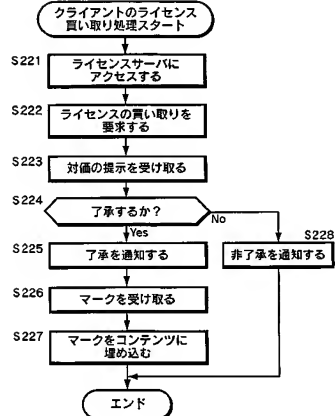 クライアントのライセンス
買い取り処理スタート
S221
ライセンスサーバに
アクセスする
S222
ライセンスの買い取りを
要求する
S223
対価の提示を受け取る
S224
了承するか?
No
Yes
S225
了承を通知する
S228
非了承を通知する
S226
マークを受け取る
S227
マークをコンテンツに
埋め込む
エンド